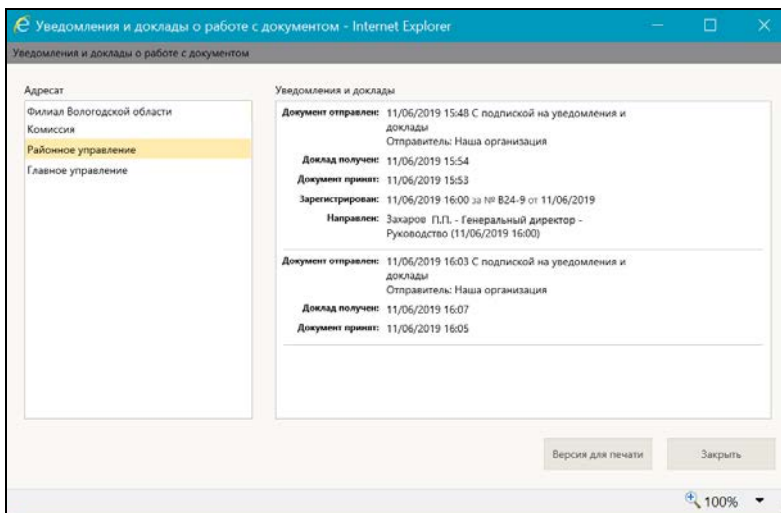 Уведомления и доклады о работе с документом - Internet Explorer
Уведомления и доклады о работе с документом
Адресат
Филиал Вологодской области
Комиссия
Районное управление
Главное управление
Уведомления и доклады
Документ отправлен: 11/06/2019 15:48 С подпиской на уведомления и
доклады
Отправитель: Наша организация
Доклад получен: 11/06/2019 15:54
Документ принят: 11/06/2019 15:53
Зарегистрирован: 11/06/2019 16:00 за № В24-9 от 11/06/2019
Направлен: Захаров П.П. - Генеральный директор -
Руководство (11/06/2019 16:00)
Документ отправлен: 11/06/2019 16:03 С подпиской на уведомления и
доклады
Отправитель: Наша организация
Доклад получен: 11/06/2019 16:07
Документ принят: 11/06/2019 16:05
Версия для печати
Закрыть
100%